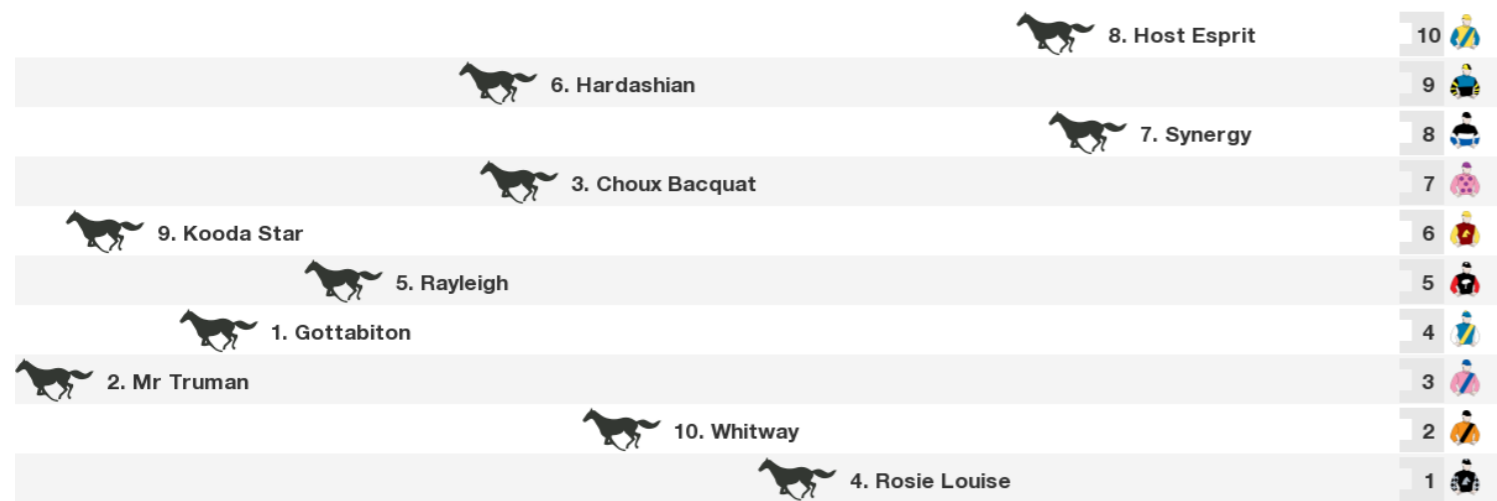 8. Host Esprit 10
6. Hardashian 9
7. Synergy 8
3. Choux Bacquat 7
9. Kooda Star 6
5. Rayleigh 5
1. Gottabiton 4
2. Mr Truman 3
10. Whitway 2
4. Rosie Louise 1